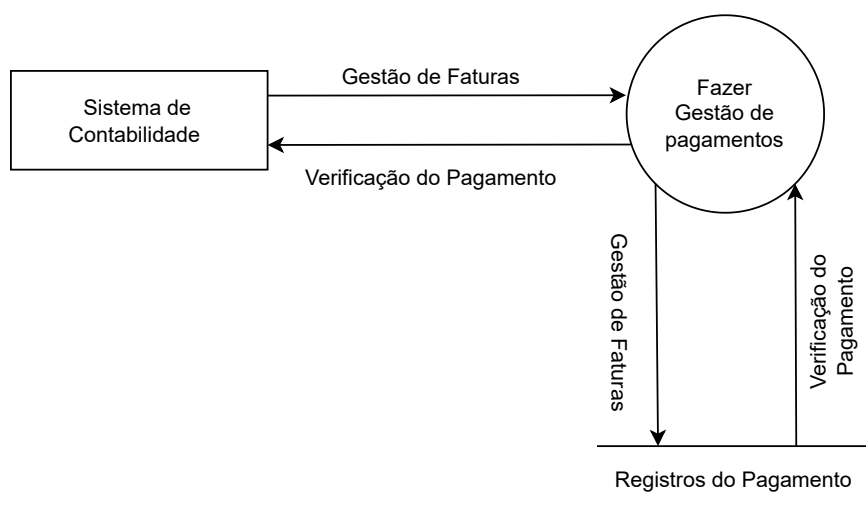 Gestão de Faturas
Sistema de
Contabilidade
Fazer
Gestão de
pagamentos
Verificação do Pagamento
Gestão de Faturas
Verificação do
Pagamento
Registros do Pagamento